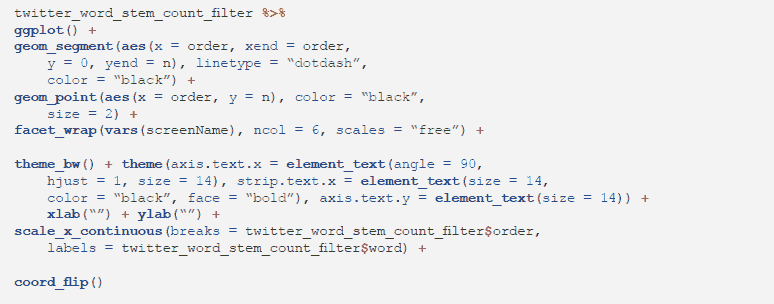 twitter_word_stem_count_filter %>%
ggplot() +
geom_segment(aes(x = order, xend = order,
    y = 0, yend = n), linetype = “dotdash”,
    color = “black”) +
geom_point(aes(x = order, y = n), color = “black”,
    size = 2) +
facet_wrap(vars(screenName), ncol = 6, scales = “free”) +
theme_bw() + theme(axis.text.x = element_text(angle = 90,
    hjust = 1, size = 14), strip.text.x = element_text(size = 14,
    color = “black”, face = “bold”), axis.text.y = element_text(size = 14)) +
    xlab(“”) + ylab(“”) +
scale_x_continuous(breaks = twitter_word_stem_count_filter$order,
    labels = twitter_word_stem_count_filter$word) +
coord_flip()